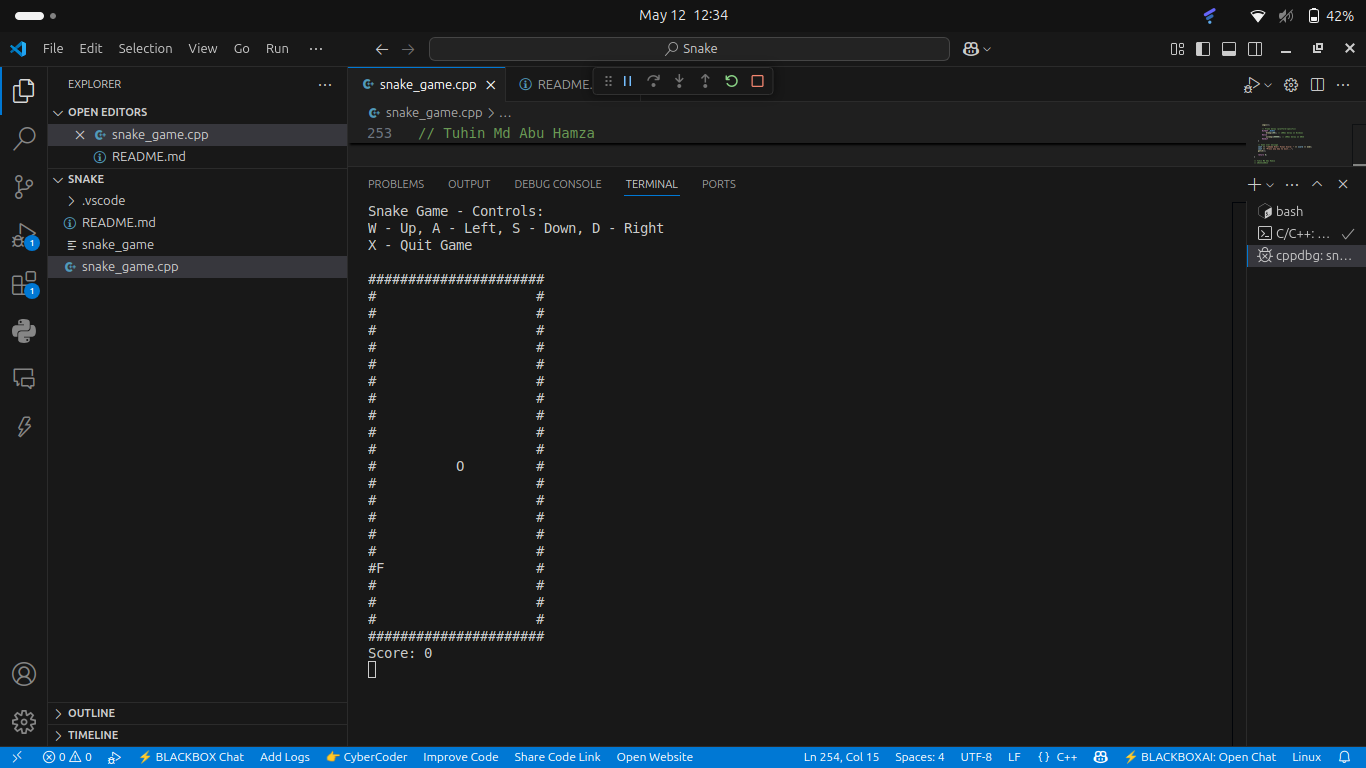 May 12 12:34
42%
File Edit Selection View Go Run ···
Snake
EXPLORER
OPEN EDITORS
snake_game.cpp
README.md
SNAKE
.vscode
README.md
snake_game
snake_game.cpp
1
1
OUTLINE
TIMELINE
snake_game.cpp
README.
snake_game.cpp > ...
253 // Tuhin Md Abu Hamza
PROBLEMS OUTPUT DEBUG CONSOLE TERMINAL PORTS
bash
C/C++: ...
cppdbg: sn...
Snake Game - Controls:
W - Up, A - Left, S - Down, D - Right
X - Quit Game
######################
#                    #
#                    #
#                    #
#                    #
#                    #
#                    #
#                    #
#                    #
#                    #
#                    #
#          O         #
#                    #
#                    #
#                    #
#                    #
#                    #
#F                   #
#                    #
#                    #
#                    #
######################
Score: 0
0 0 BLACKBOX Chat Add Logs CyberCoder Improve Code Share Code Link Open Website Ln 254, Col 15 Spaces: 4 UTF-8 LF {} C++ BLACKBOXAI: Open Chat Linux